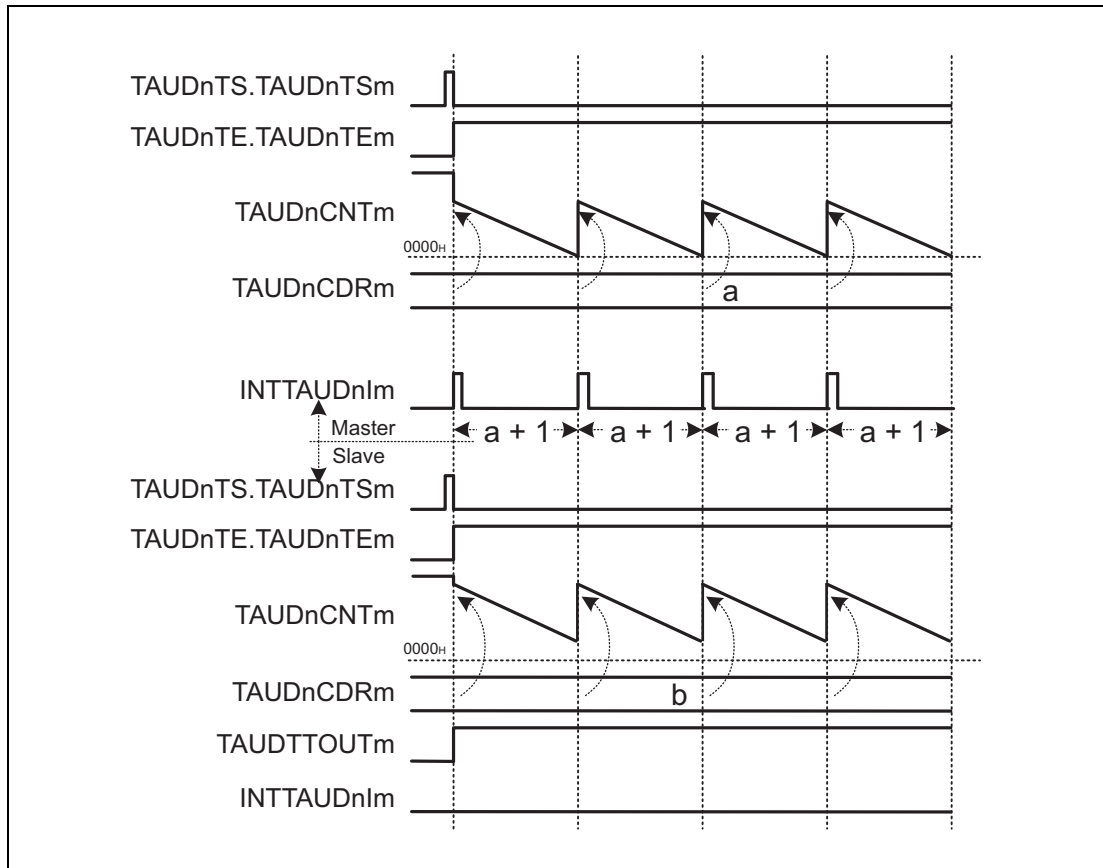 TAUDnTS.TAUDnTSm
TAUDnTE.TAUDnTEm
TAUDnCNTm
0000H
TAUDnCDRm
a
INTTAUDnIm
Master
a + 1 a + 1 a + 1 a + 1
Slave
TAUDnTS.TAUDnTSm
TAUDnTE.TAUDnTEm
TAUDnCNTm
0000H
TAUDnCDRm
b
TAUDTTOUTm
INTTAUDnIm